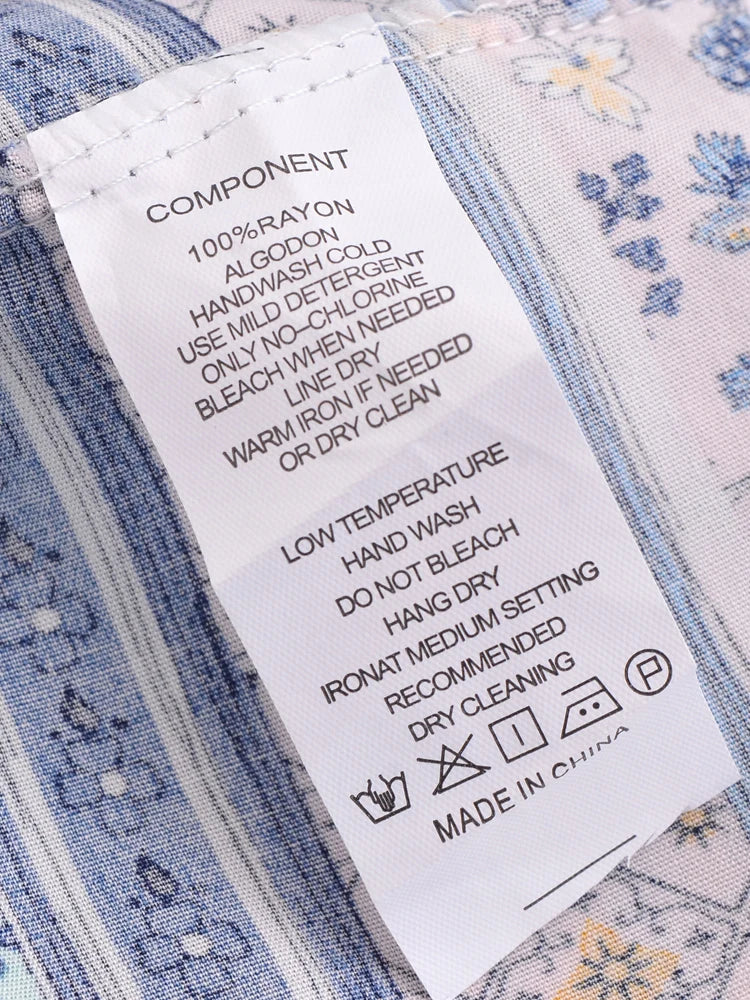 COMPONENT
100%RAYON
ALGODON
HANDWASH COLD
USE MILD DETERGENT
ONLY NO-CHLORINE
BLEACH WHEN NEEDED
LINE DRY
WARM IRON IF NEEDED
OR DRY CLEAN
LOW TEMPERATURE
HAND WASH
DO NOT BLEACH
HANG DRY
IRONAT MEDIUM SETTING
RECOMMENDED
DRY CLEANING
P
MADE IN CHINA